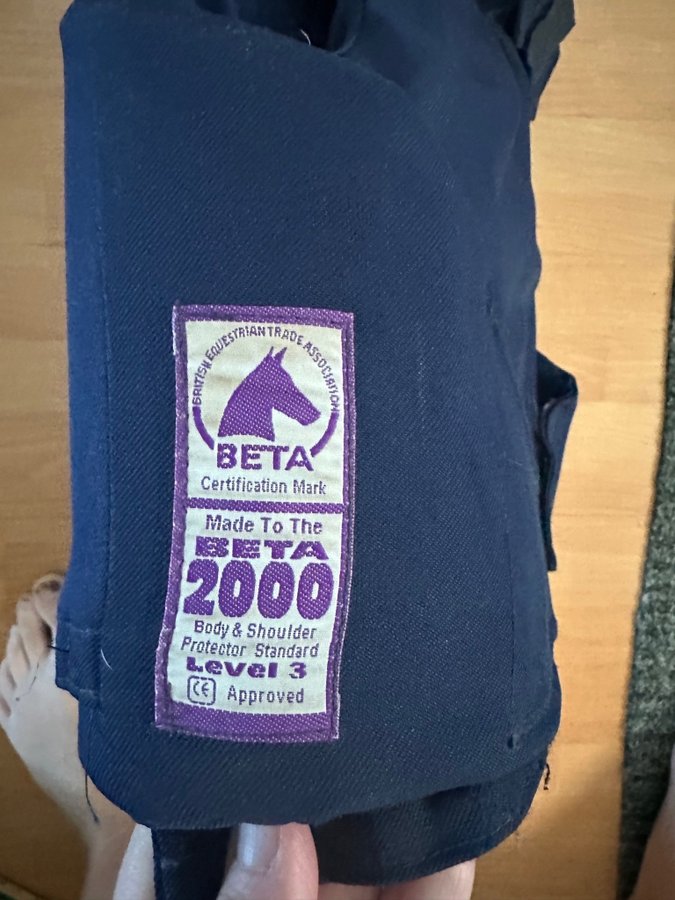 BRITISH EQUESTRIAN TRADE ASSOCIATION
BETA
Certification Mark
Made To The
BETA
2000
Body & Shoulder
Protector Standard
Level 3
CE Approved